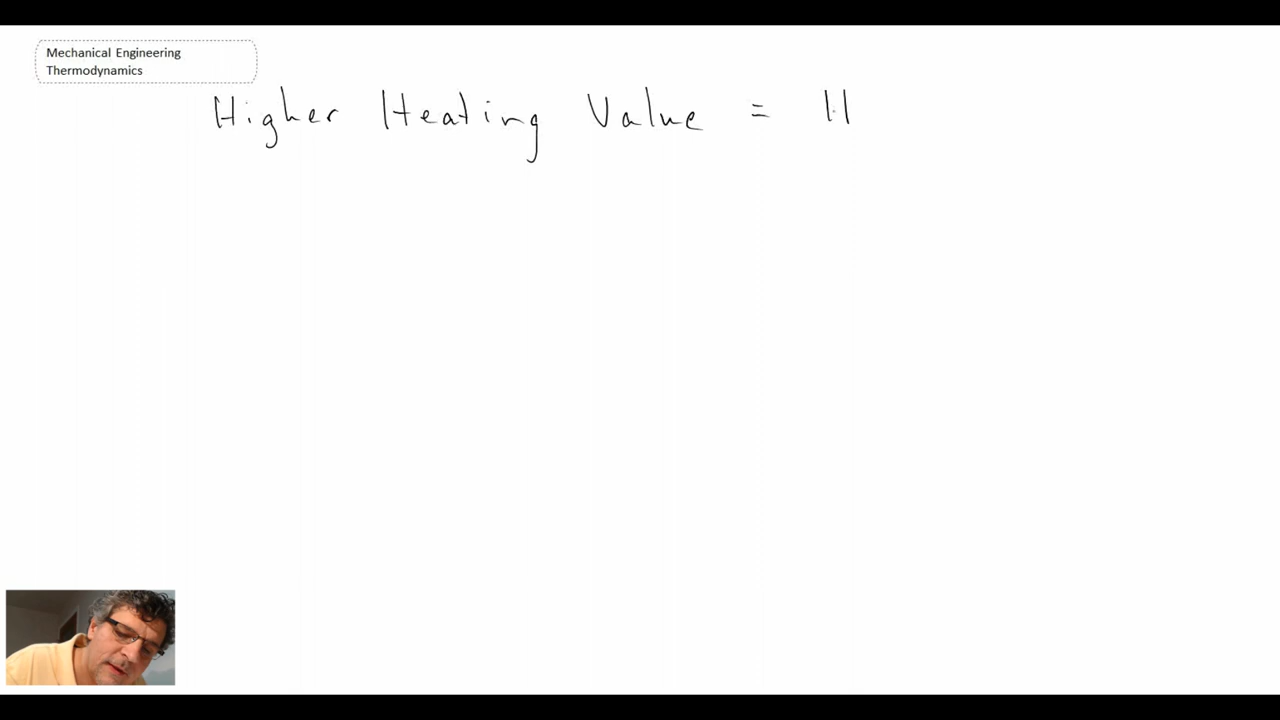 Mechanical Engineering
Thermodynamics
Higher Heating Value = H